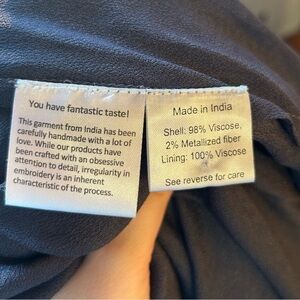 You have fantastic taste!
This garment from India has been
carefully handmade with a lot of
love. While our products have
been crafted with an obsessive
attention to detail, irregularity in
embroidery is an inherent
characteristic of the process.
Made in India
Shell: 98% Viscose,
2% Metallized fiber
Lining: 100% Viscose
See reverse for care